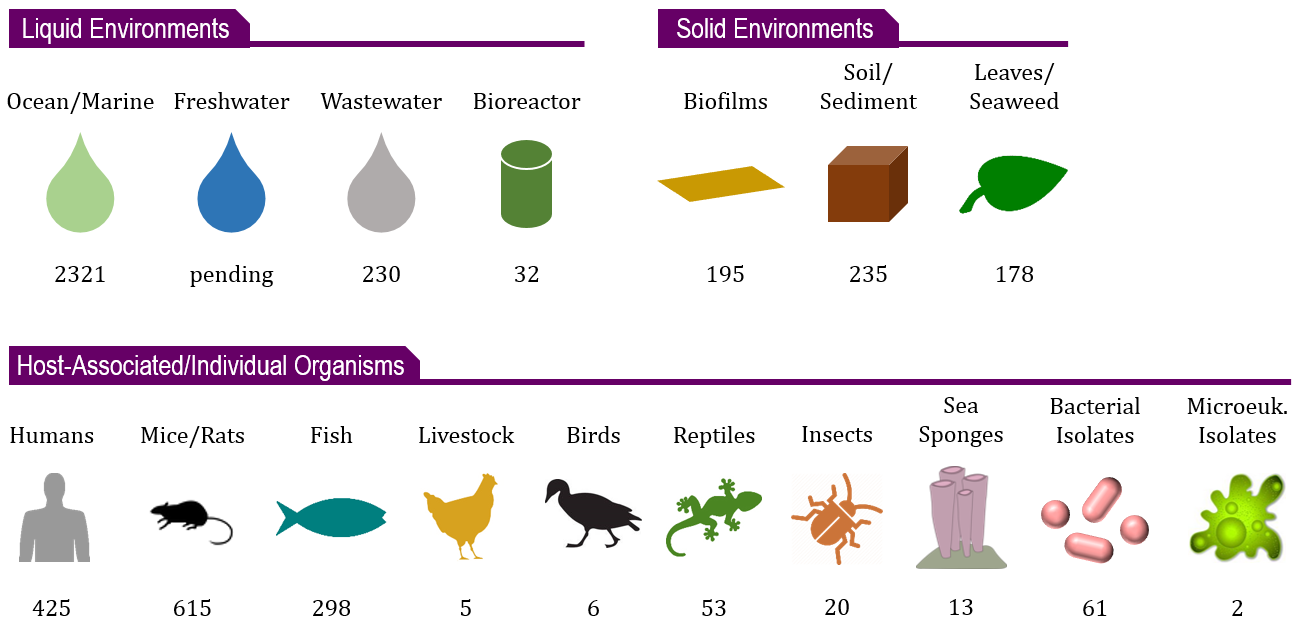 Liquid Environments
Solid Environments
Ocean/Marine Freshwater Wastewater Bioreactor
Biofilms
Soil/
Sediment
Leaves/
Seaweed
2321 pending 230 32
195 235 178
Host-Associated/Individual Organisms
Humans Mice/Rats Fish Livestock Birds Reptiles Insects
Sea
Sponges
Bacterial
Isolates
Microeuk.
Isolates
425 615 298 5 6 53 20 13 61 2